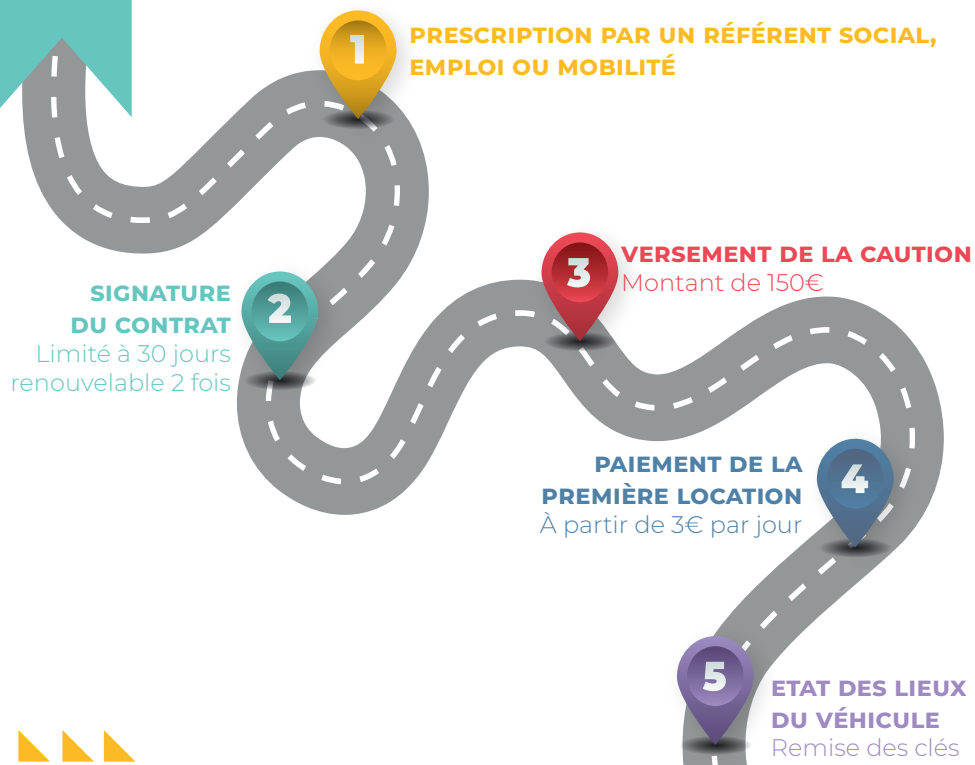 1
PRESCRIPTION PAR UN RÉFÉRENT SOCIAL,
EMPLOI OU MOBILITÉ
2
SIGNATURE
DU CONTRAT
Limité à 30 jours
renouvelable 2 fois
3
VERSEMENT DE LA CAUTION
Montant de 150€
4
PAIEMENT DE LA
PREMIÈRE LOCATION
À partir de 3€ par jour
5
ETAT DES LIEUX
DU VÉHICULE
Remise des clés